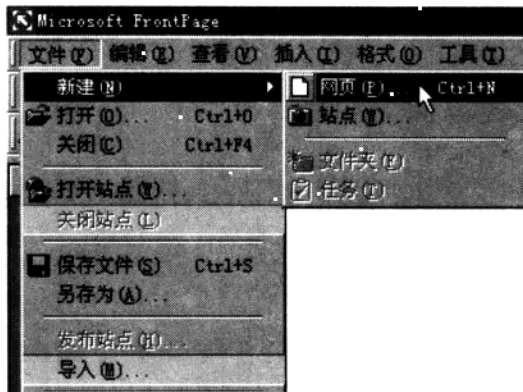 Microsoft FrontPage
文件(F) 编辑(E) 查看(V) 插入(I) 格式(O) 工具(T)
新建(N)
打开(O)... Ctrl+O
关闭(C) Ctrl+F4
打开站点(W)...
关闭站点(L)
保存文件(S) Ctrl+S
另存为(A)...
发布站点(H)...
导入(M)...
网页(P)... Ctrl+N
站点(W)...
文件夹(F)
任务(T)